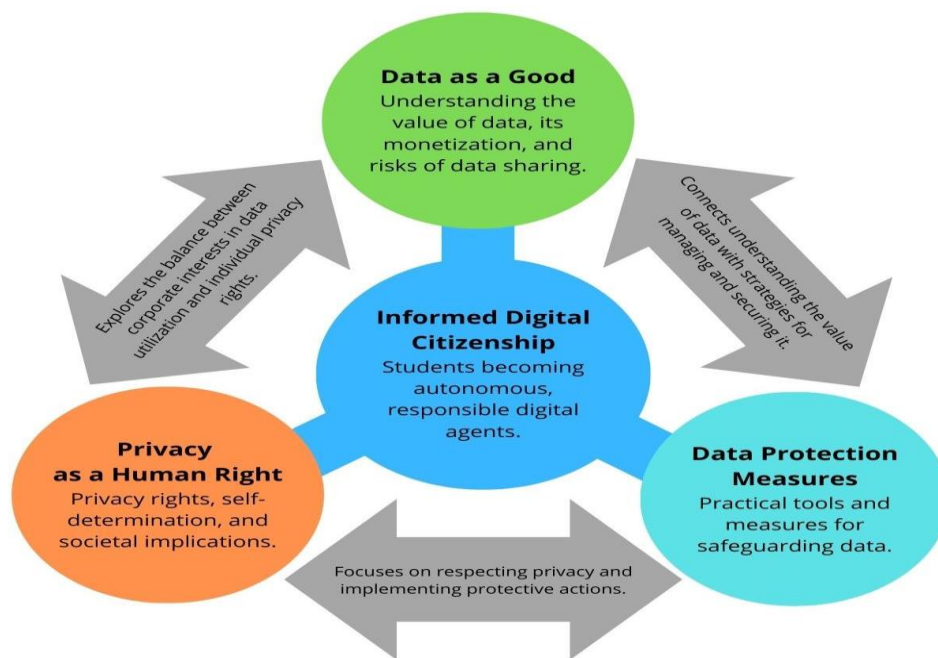 Data as a Good
Understanding the
value of data, its
monetization, and
risks of data sharing.
Explores the balance between
corporate interests in data
utilization and individual privacy
rights.
Connects understanding the value
of data with strategies for
managing and securing it.
Informed Digital
Citizenship
Students becoming
autonomous,
responsible digital
agents.
Privacy
as a Human Right
Privacy rights, self-
determination, and
societal implications.
Data Protection
Measures
Practical tools and
measures for
safeguarding data.
Focuses on respecting privacy and
implementing protective actions.